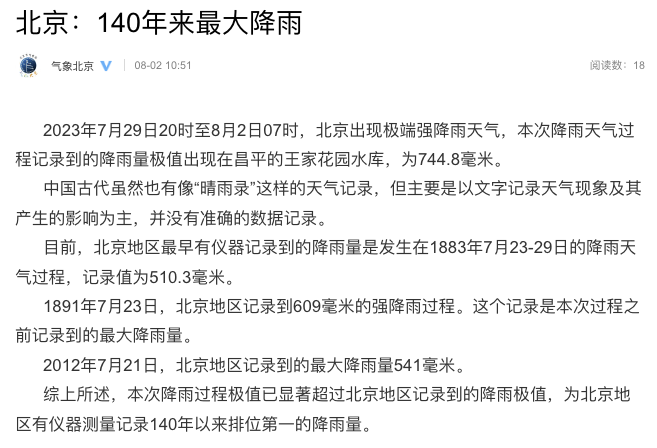 北京：140年来最大降雨
气象北京 08-02 10:51 阅读数：18
2023年7月29日20时至8月2日07时，北京出现极端强降雨天气，本次降雨天气过
程记录到的降雨量极值出现在昌平的王家花园水库，为744.8毫米。
中国古代虽然也有像“晴雨录”这样的天气记录，但主要是以文字记录天气现象及其
产生的影响为主，并没有准确的数据记录。
目前，北京地区最早有仪器记录到的降雨量是发生在1883年7月23-29日的降雨天
气过程，记录值为510.3毫米。
1891年7月23日，北京地区记录到609毫米的强降雨过程。这个记录是本次过程之
前记录到的最大降雨量。
2012年7月21日，北京地区记录到的最大降雨量541毫米。
综上所述，本次降雨过程极值已显著超过北京地区记录到的降雨极值，为北京地
区有仪器测量记录140年以来排位第一的降雨量。